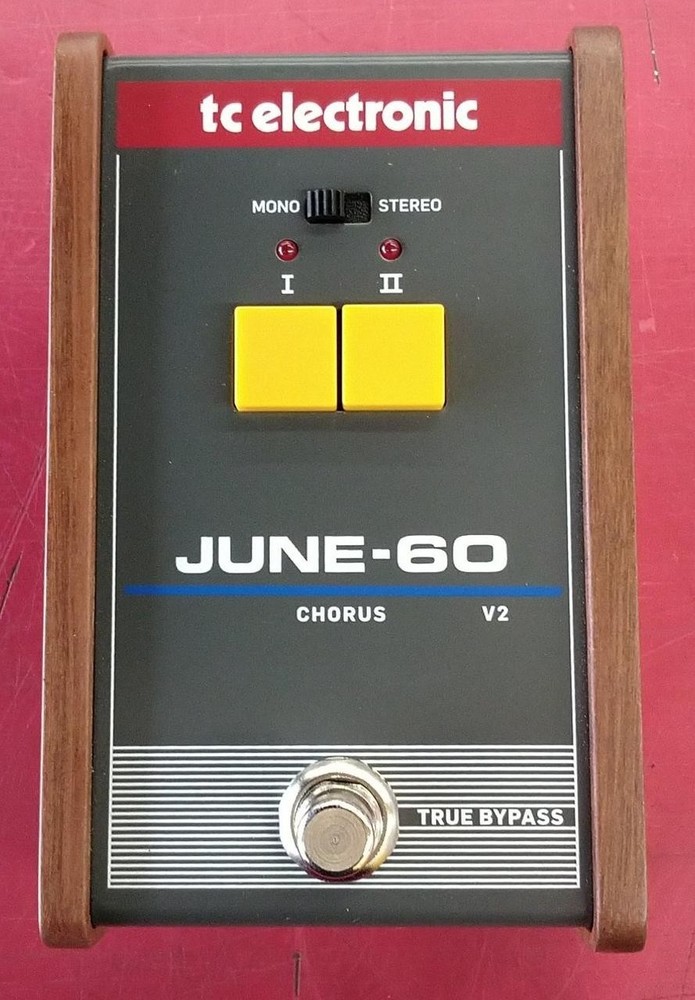 tc electronic
MONO STEREO
I II
JUNE-60
CHORUS V2
TRUE BYPASS